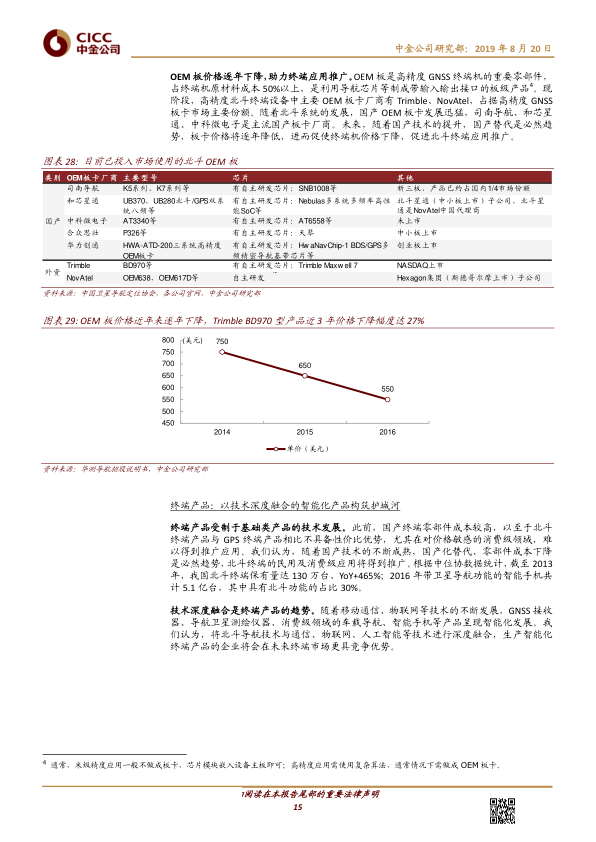 CICC
中金公司
中金公司研究部：2019 年 8 月 20 日
OEM 板价格逐年下降，助力终端应用推广。OEM 板是高精度 GNSS 终端机的重要零部件，
占终端机原材料成本 50%以上，是利用导航芯片等制成带输入输出接口的板级产品4。现
阶段，高精度北斗终端设备中主要 OEM 板卡厂商有 Trimble、NovAtel，占据高精度 GNSS
板卡市场主要份额。随着北斗系统的发展，国产 OEM 板卡发展迅猛，司南导航、和芯星
通、中科微电子是主流国产板卡厂商。未来，随着国产技术的提升，国产替代是必然趋
势，板卡价格将逐年降低，进而促使终端机价格下降，促进北斗终端应用推广。
图表 28：目前已投入市场使用的北斗 OEM 板
类别 OEM板卡厂商 主要型号 芯片 其他
司南导航 K5系列、K7系列等 有自主研发芯片：SNB1008等 新三板，产品已约占国内1/4市场份额
和芯星通 UB370、UB280北斗/GPS双系 有自主研发芯片：Nebulas多系统多频率高性 北斗星通（中小板上市）子公司，北斗星
统八频等 能SoC等 通是NovAtel中国代理商
国产 中科微电子 AT3340等 有自主研发芯片：AT6558等 未上市
合众思壮 P326等 有自主研发芯片：天琴 中小板上市
华力创通 HWA-ATD-200三系统高精度 有自主研发芯片：HwaNavChip-1 BDS/GPS多 创业板上市
OEM板卡 频精度导航基带芯片等
外资 Trimble BD970等 有自主研发芯片：Trimble Maxwell 7 NASDAQ上市
NovAtel OEM638、OEM617D等 自主研发 Hexagon集团（斯德哥尔摩上市）子公司
资料来源：中国卫星导航定位协会，各公司官网，中金公司研究部
图表 29: OEM 板价格近年来逐年下降，Trimble BD970 型产品近 3 年价格下降幅度达 27%
(美元)
800
750
700
650
600
550
500
450
750
650
550
2014 2015 2016
单价（美元）
资料来源：华测导航招股说明书，中金公司研究部
终端产品：以技术深度融合的智能化产品构筑护城河
终端产品受制于基础类产品的技术发展。此前，国产终端零部件成本较高，以至于北斗
终端产品与 GPS 终端产品相比不具备性价比优势，尤其在对价格敏感的消费级领域，难
以得到推广应用。我们认为，随着国产技术的不断成熟，国产化替代、零部件成本下降
是必然趋势，北斗终端的民用及消费级应用将得到推广。根据中位协数据统计，截至 2013
年，我国北斗终端保有量达 130 万台、YoY+465%；2016 年带卫星导航功能的智能手机共
计 5.1 亿台，其中具有北斗功能的占比 30%。
技术深度融合是终端产品的趋势。随着移动通信、物联网等技术的不断发展，GNSS 接收
器、导航卫星测绘仪器、消费级领域的车载导航、智能手机等产品呈现智能化发展。我
们认为，将北斗导航技术与通信、物联网、人工智能等技术进行深度融合，生产智能化
终端产品的企业将会在未来终端市场更具竞争优势。
4 通常，米级精度应用一般不做成板卡，芯片模块嵌入设备主板即可；高精度应用需使用复杂算法，通常情况下需做成 OEM 板卡。
阅读在本报告尾部的重要法律声明
15